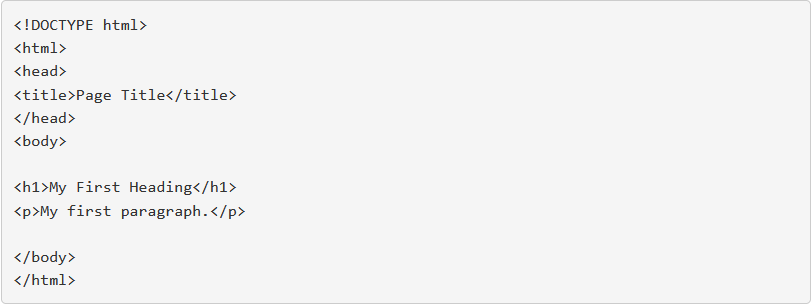 <!DOCTYPE html>
<html>
<head>
<title>Page Title</title>
</head>
<body>

<h1>My First Heading</h1>
<p>My first paragraph.</p>

</body>
</html>